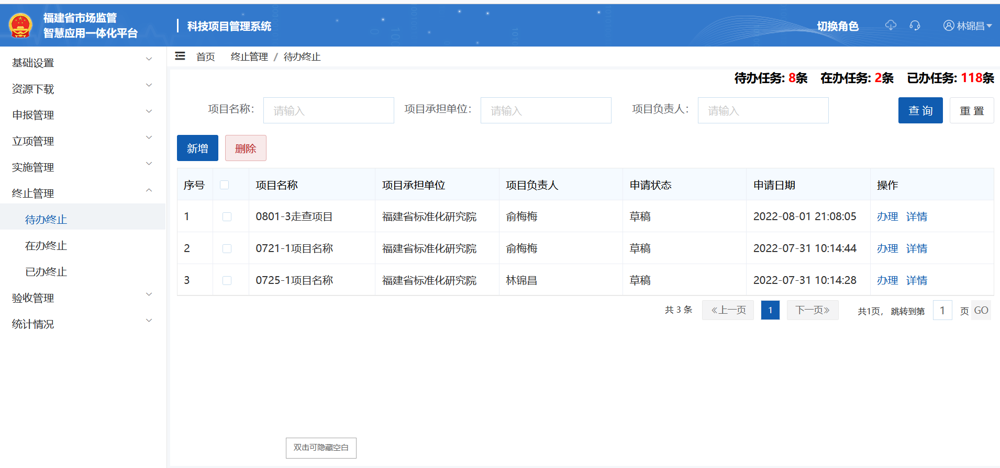 福建省市场监管
智慧应用一体化平台
科技项目管理系统
切换角色
林锦昌
基础设置
资源下载
申报管理
立项管理
实施管理
终止管理
待办终止
在办终止
已办终止
验收管理
统计情况
首页 终止管理 / 待办终止
待办任务: 8条 在办任务: 2条 已办任务: 118条
项目名称: 请输入 项目承担单位: 请输入 项目负责人: 请输入 查 询 重 置
新增 删除
序号 项目名称 项目承担单位 项目负责人 申请状态 申请日期 操作
1 0801-3走查项目 福建省标准化研究院 俞梅梅 草稿 2022-08-01 21:08:05 办理 详情
2 0721-1项目名称 福建省标准化研究院 俞梅梅 草稿 2022-07-31 10:14:44 办理 详情
3 0725-1项目名称 福建省标准化研究院 林锦昌 草稿 2022-07-31 10:14:28 办理 详情
共 3 条 «上一页 1 下一页» 共1页, 跳转到第 1 页 GO
双击可隐藏空白